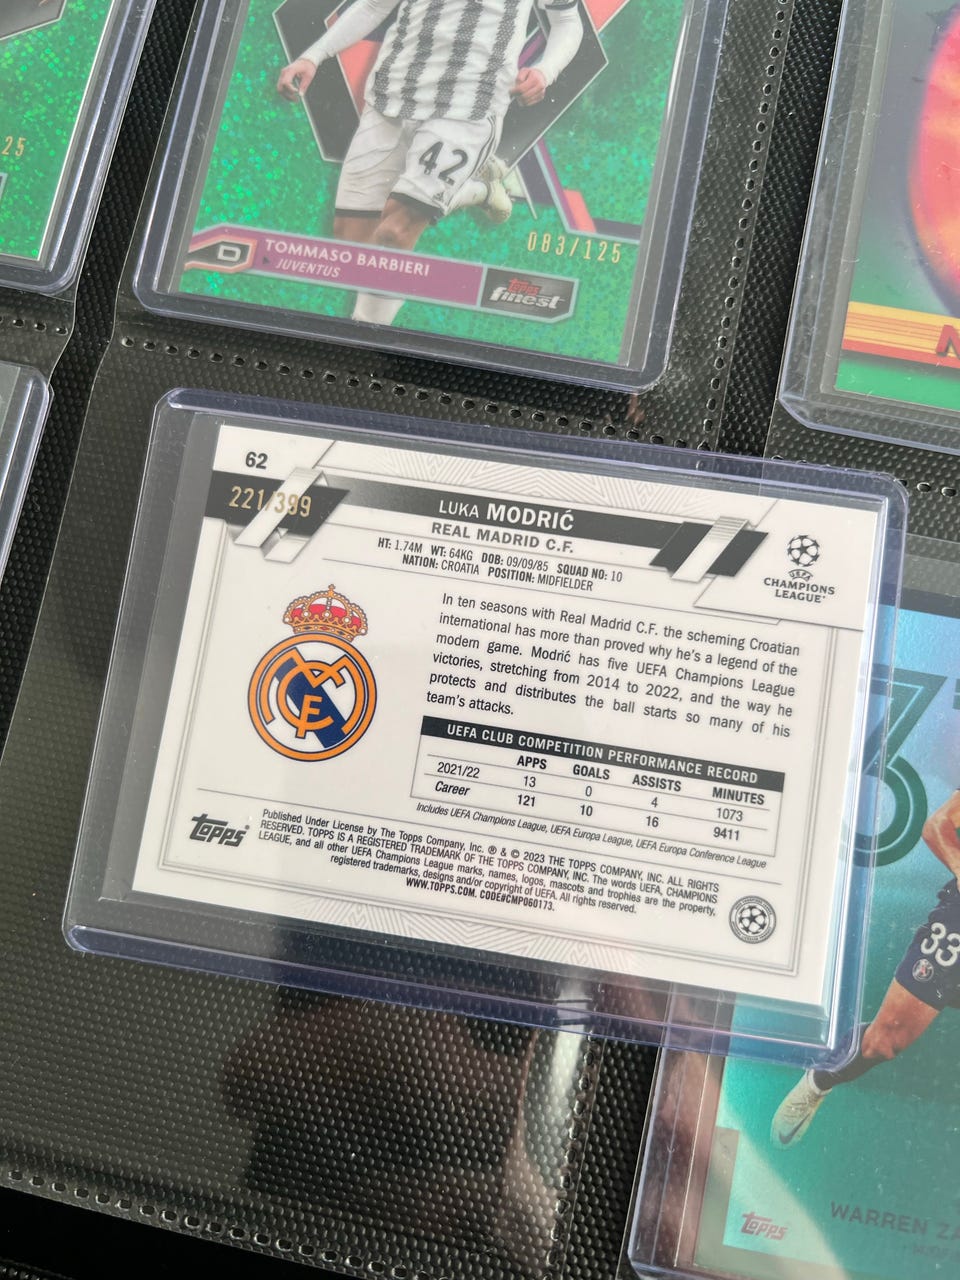 25
42
083/125
D
TOMMASO BARBIERI
JUVENTUS
Topps
finest
N
62
221/399
LUKA MODRIĆ
REAL MADRID C.F.
HT: 1.74M WT: 64KG DOB: 09/09/85 SQUAD NO: 10
NATION: CROATIA POSITION: MIDFIELDER
UEFA
CHAMPIONS
LEAGUE
In ten seasons with Real Madrid C.F. the scheming Croatian
international has more than proved why he's a legend of the
modern game. Modrić has five UEFA Champions League
victories, stretching from 2014 to 2022, and the way he
protects and distributes the ball starts so many of his
team's attacks.
UEFA CLUB COMPETITION PERFORMANCE RECORD
APPS GOALS ASSISTS MINUTES
2021/22 13 0 4 1073
Career 121 10 16 9411
Includes UEFA Champions League, UEFA Europa League, UEFA Europa Conference League
Topps®
Published Under License by The Topps Company, Inc. ® & © 2023 THE TOPPS COMPANY, INC. ALL RIGHTS
RESERVED. TOPPS IS A REGISTERED TRADEMARK OF THE TOPPS COMPANY, INC. The words UEFA, CHAMPIONS
LEAGUE, and all other UEFA Champions League marks, names, logos, mascots and trophies are the property,
registered trademarks, designs and/or copyright of UEFA. All rights reserved.
WWW.TOPPS.COM. CODE#CMP060173.
33
33
Topps
WARREN ZA